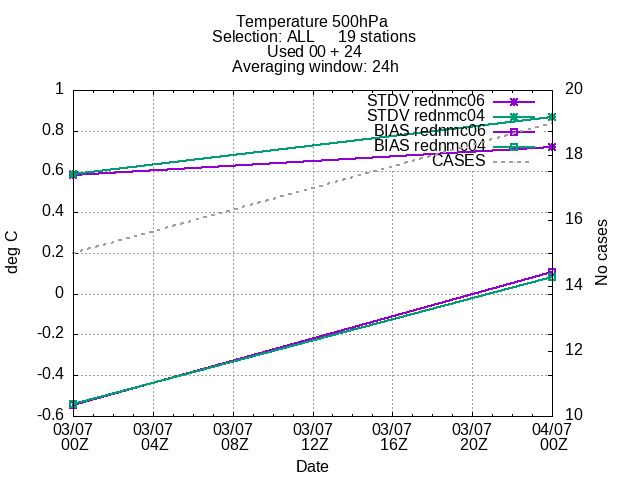 Temperature 500hPa
Selection: ALL 19 stations
Used 00 + 24
Averaging window: 24h
STDV rednmc06
STDV rednmc04
BIAS rednmc06
BIAS rednmc04
CASES
1
0.8
0.6
0.4
0.2
0
-0.2
-0.4
-0.6
deg C
20
18
16
14
12
10
No cases
03/07 03/07 03/07 03/07 03/07 03/07 04/07
00Z 04Z 08Z 12Z 16Z 20Z 00Z
Date